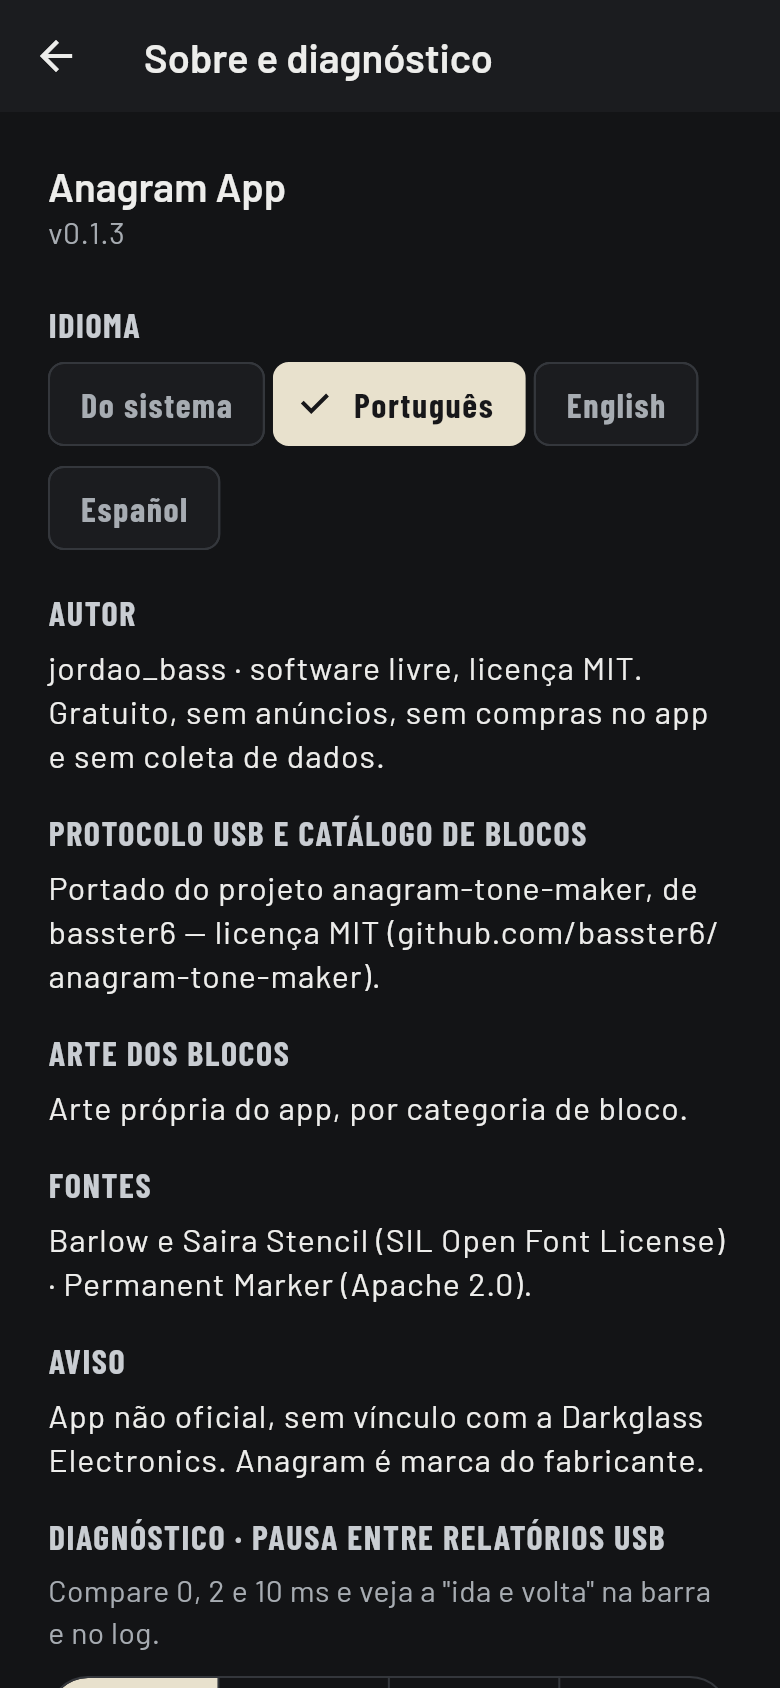 Sobre e diagnóstico
Anagram App
v0.1.3
IDIOMA
Do sistema
Português
English
Español
AUTOR
jordao_bass · software livre, licença MIT.
Gratuito, sem anúncios, sem compras no app
e sem coleta de dados.
PROTOCOLO USB E CATÁLOGO DE BLOCOS
Portado do projeto anagram-tone-maker, de
basster6 — licença MIT (github.com/basster6/
anagram-tone-maker).
ARTE DOS BLOCOS
Arte própria do app, por categoria de bloco.
FONTES
Barlow e Saira Stencil (SIL Open Font License)
· Permanent Marker (Apache 2.0).
AVISO
App não oficial, sem vínculo com a Darkglass
Electronics. Anagram é marca do fabricante.
DIAGNÓSTICO · PAUSA ENTRE RELATÓRIOS USB
Compare 0, 2 e 10 ms e veja a "ida e volta" na barra
e no log.